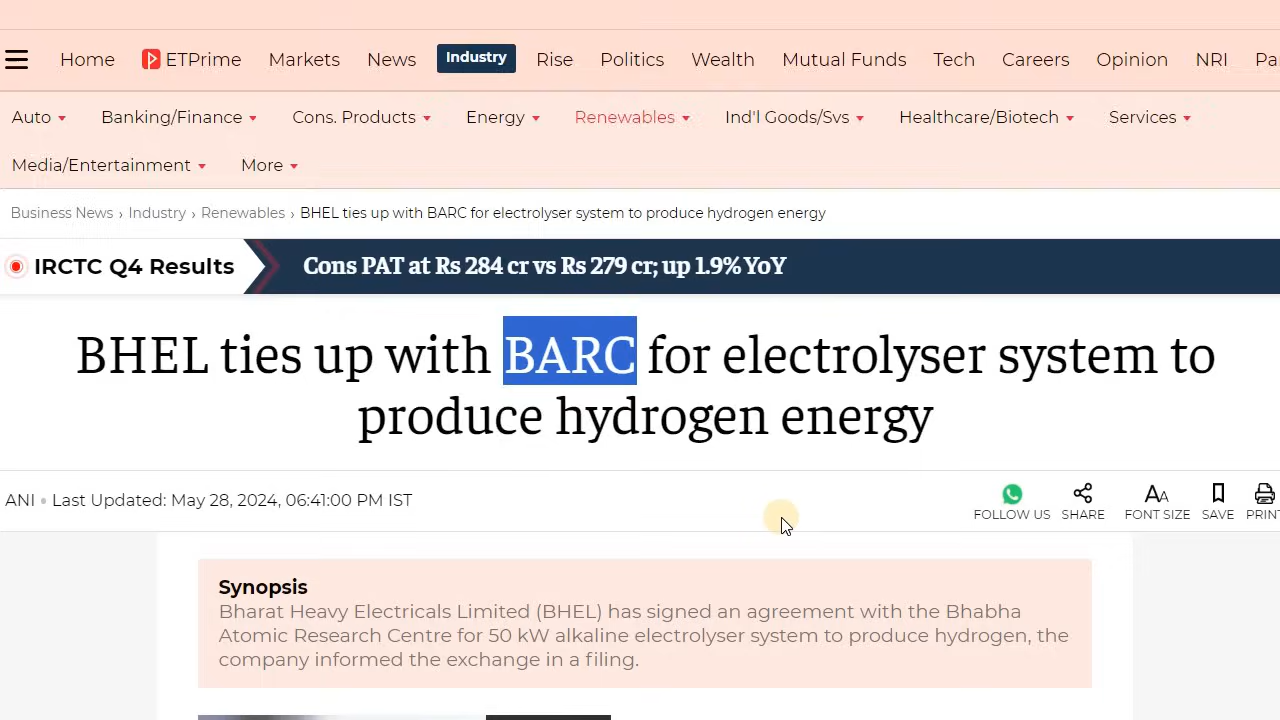 Home ETPrime Markets News Industry Rise Politics Wealth Mutual Funds Tech Careers Opinion NRI Pa
Auto Banking/Finance Cons. Products Energy Renewables Ind'l Goods/Svs Healthcare/Biotech Services
Media/Entertainment More
Business News › Industry › Renewables › BHEL ties up with BARC for electrolyser system to produce hydrogen energy
IRCTC Q4 Results Cons PAT at Rs 284 cr vs Rs 279 cr; up 1.9% YoY
BHEL ties up with BARC for electrolyser system to
produce hydrogen energy
ANI • Last Updated: May 28, 2024, 06:41:00 PM IST
FOLLOW US SHARE FONT SIZE SAVE PRINT
Synopsis
Bharat Heavy Electricals Limited (BHEL) has signed an agreement with the Bhabha
Atomic Research Centre for 50 kW alkaline electrolyser system to produce hydrogen, the
company informed the exchange in a filing.